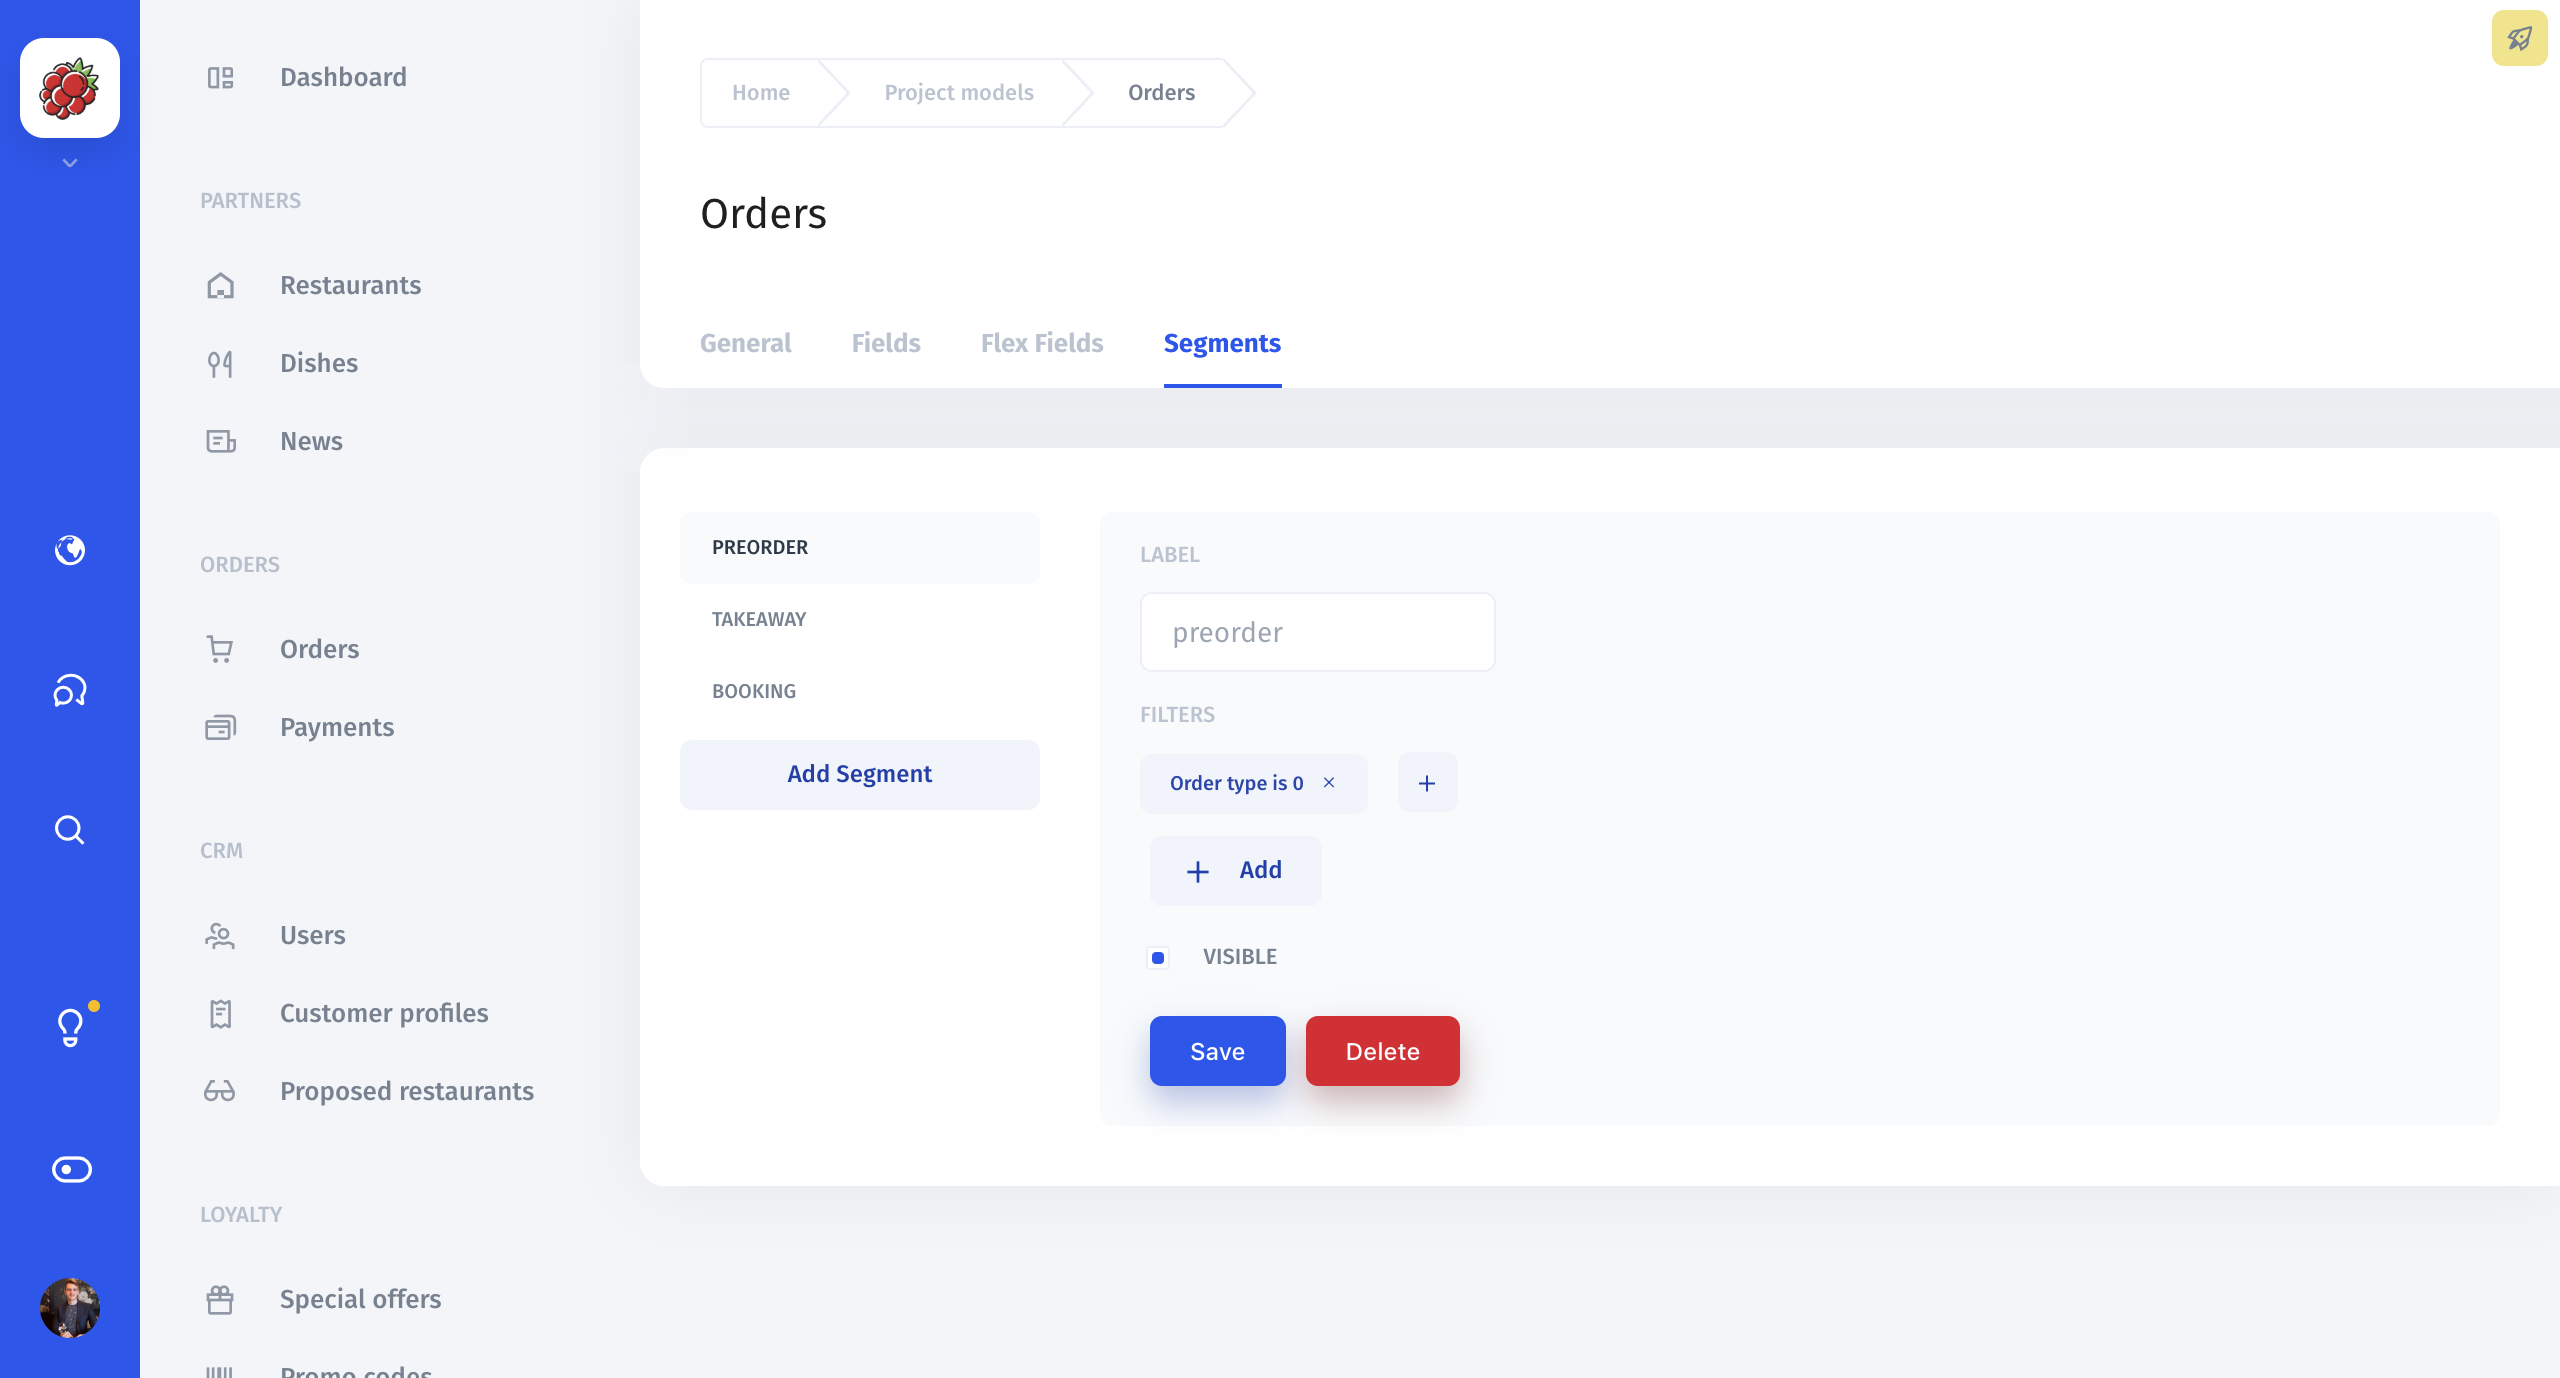 Dashboard
PARTNERS
Restaurants
Dishes
News
ORDERS
Orders
Payments
CRM
Users
Customer profiles
Proposed restaurants
LOYALTY
Special offers
Promo codes
Home
Project models
Orders
Orders
General
Fields
Flex Fields
Segments
PREORDER
TAKEAWAY
BOOKING
Add Segment
LABEL
preorder
FILTERS
Order type is 0 ×
+
+ Add
VISIBLE
Save
Delete